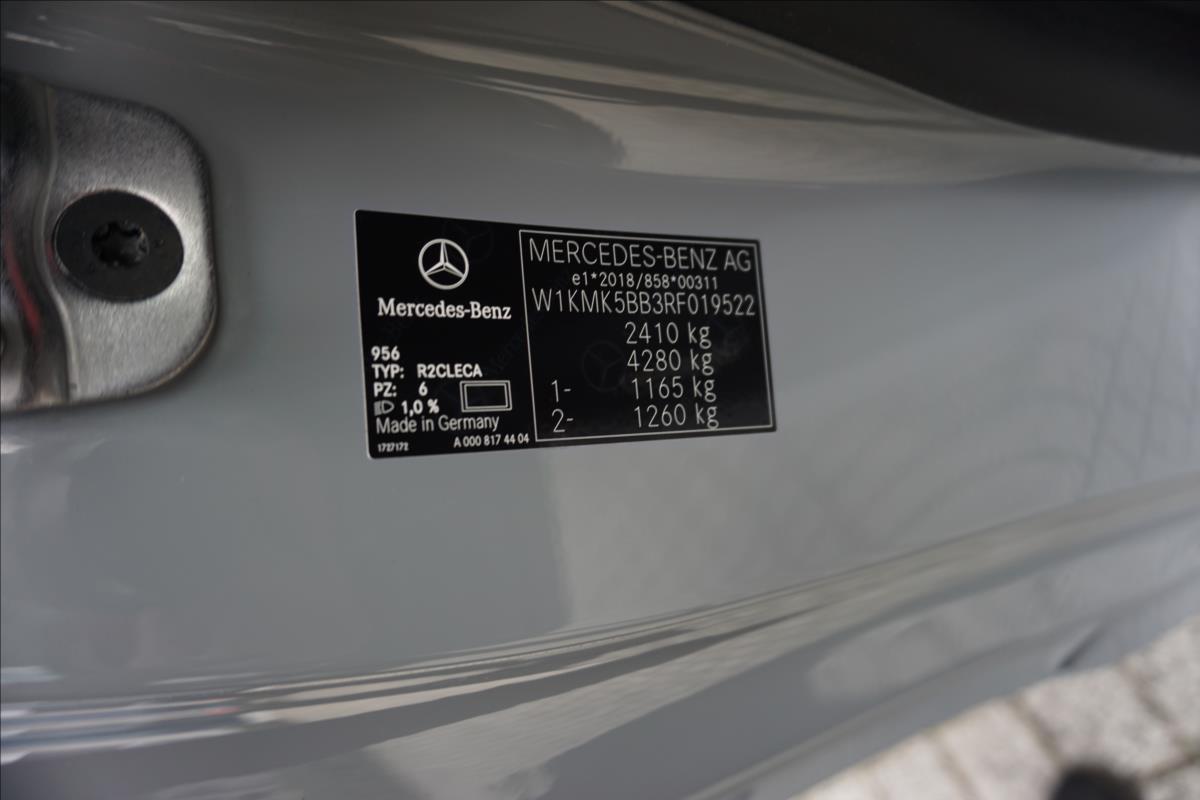 Mercedes-Benz
956
TYP: R2CLECA
PZ: 6
1,0 %
Made in Germany
1727172
A 000 817 44 04
MERCEDES-BENZ AG
e1*2018/858*00311
W1KMK5BB3RF019522
2410 kg
4280 kg
1- 1165 kg
2- 1260 kg